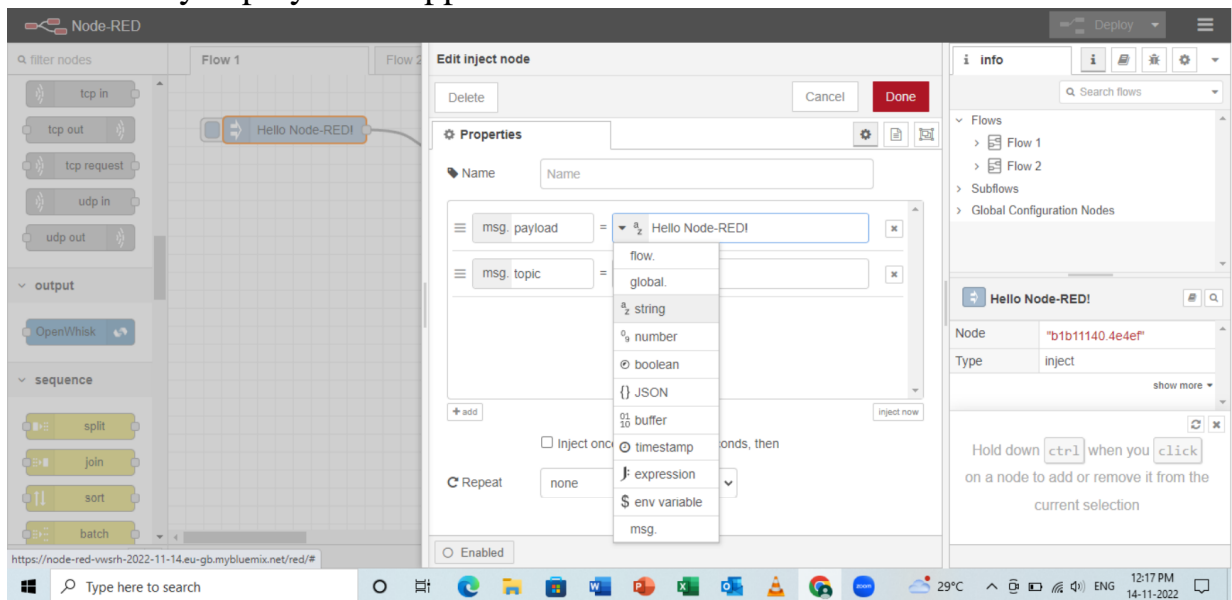 Node-RED
Deploy
filter nodes
tcp in
tcp out
tcp request
udp in
udp out
output
OpenWhisk
sequence
split
join
sort
batch
https://node-red-vwsrh-2022-11-14.eu-gb.mybluemix.net/red/#
Flow 1
Flow 2
Hello Node-RED!
Edit inject node
Delete
Cancel
Done
Properties
Name
Name
msg. payload = a z Hello Node-RED!
msg. topic =
flow.
global.
a z string
0 9 number
boolean
{} JSON
01 10 buffer
timestamp
J: expression
$ env variable
msg.
+ add
inject now
Inject once
onds, then
Repeat
none
Enabled
i info
i
Search flows
Flows
Flow 1
Flow 2
Subflows
Global Configuration Nodes
Hello Node-RED!
Node "b1b11140.4e4ef"
Type inject
show more
Hold down ctrl when you click
on a node to add or remove it from the
current selection
Type here to search
zoom
29°C
ENG
12:17 PM
14-11-2022